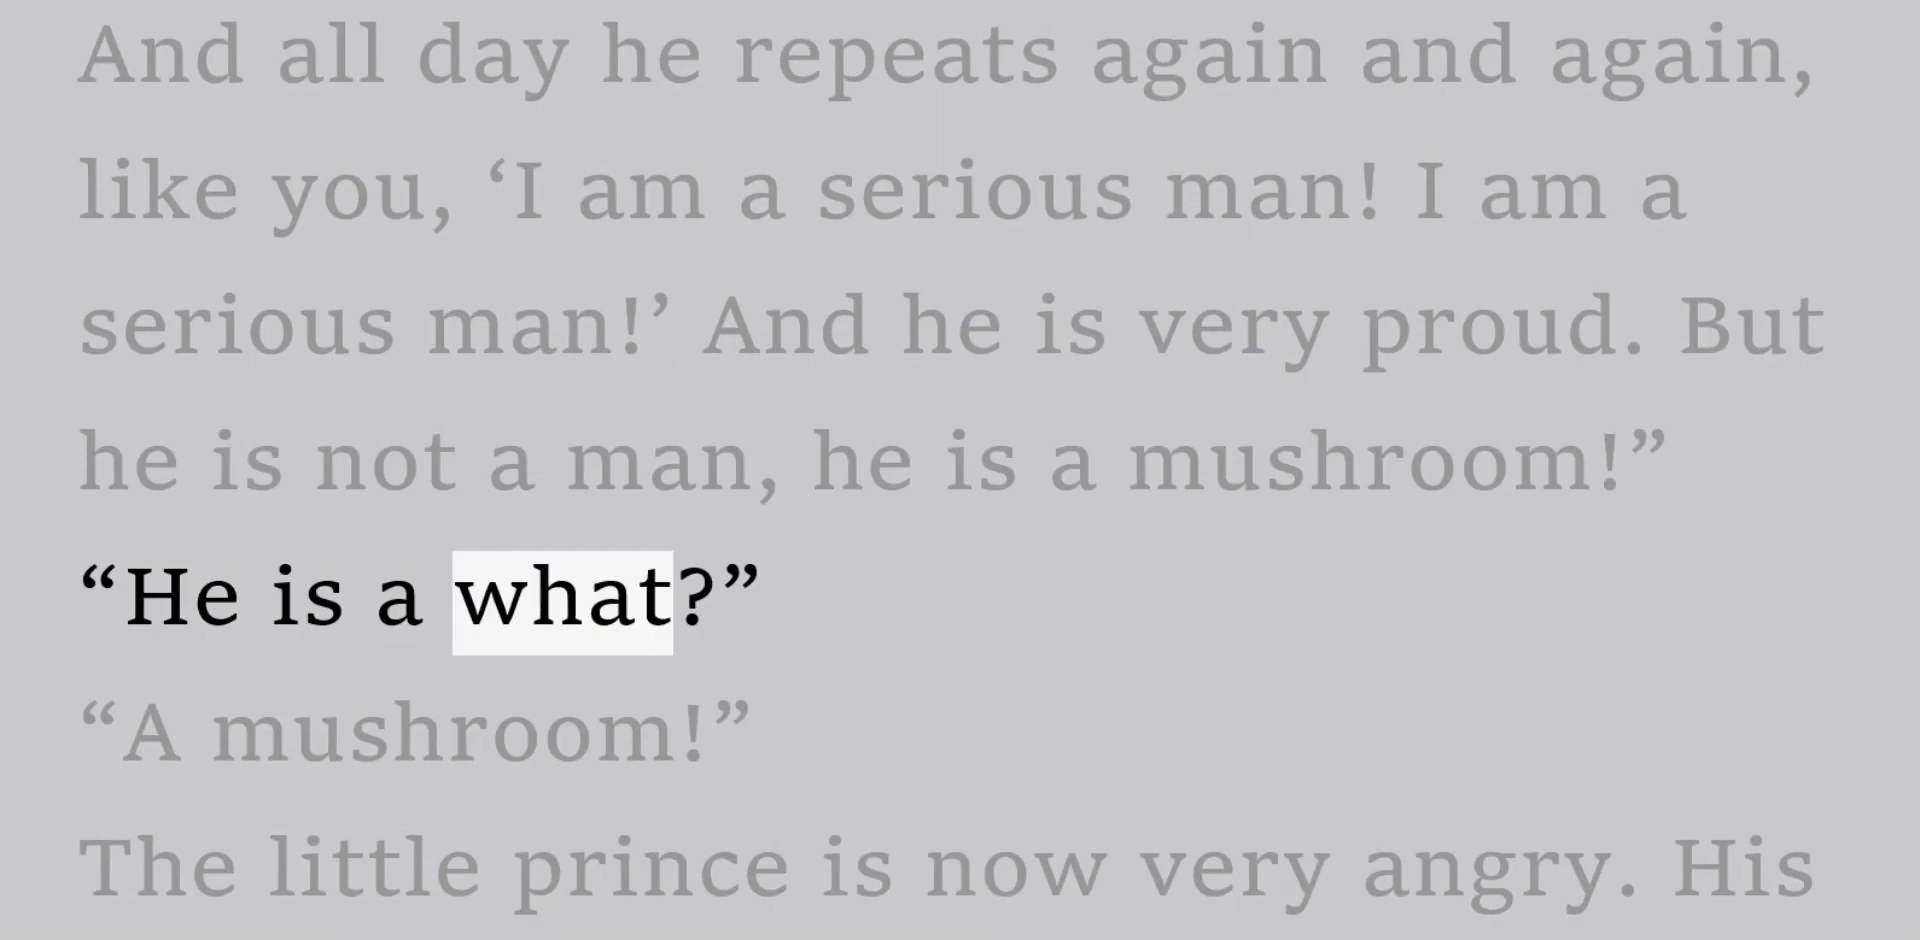 And all day he repeats again and again,
like you, ‘I am a serious man! I am a
serious man!’ And he is very proud. But
he is not a man, he is a mushroom!”
“He is a what?”
“A mushroom!”
The little prince is now very angry. His